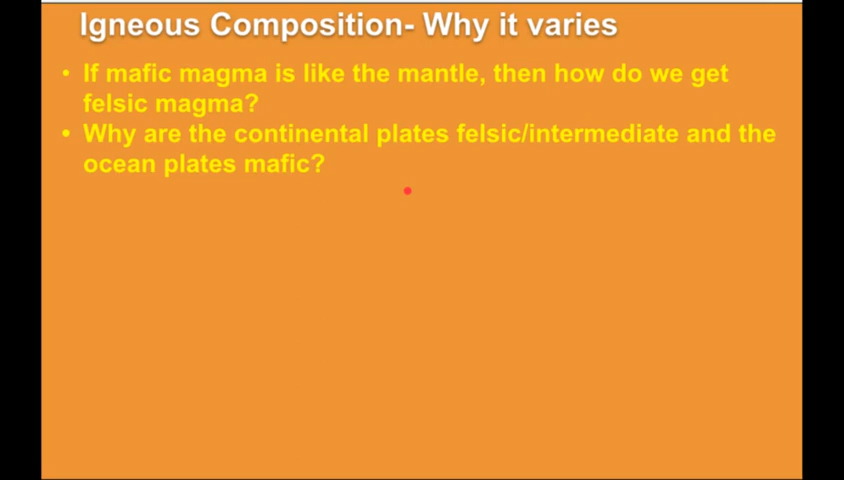 Igneous Composition- Why it varies
• If mafic magma is like the mantle, then how do we get
felsic magma?
• Why are the continental plates felsic/intermediate and the
ocean plates mafic?